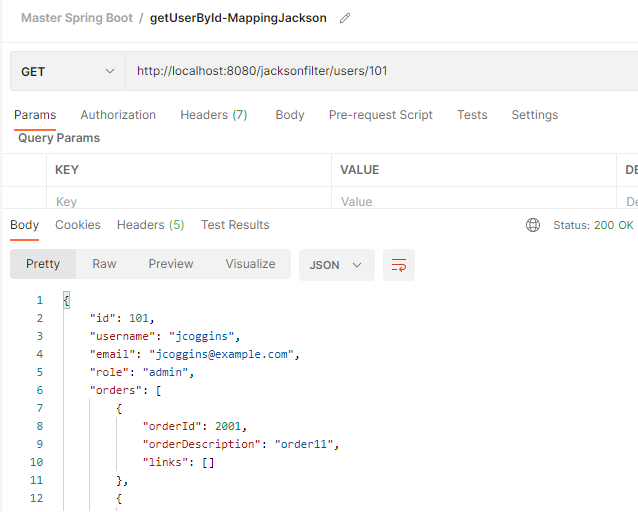 Master Spring Boot / getUserById-MappingJackson
GET http://localhost:8080/jacksonfilter/users/101
Params Authorization Headers (7) Body Pre-request Script Tests Settings
Query Params
KEY VALUE DE
Key Value De
Body Cookies Headers (5) Test Results Status: 200 OK
Pretty Raw Preview Visualize JSON
1 {
2 "id": 101,
3 "username": "jcoggins",
4 "email": "jcoggins@example.com",
5 "role": "admin",
6 "orders": [
7 {
8 "orderId": 2001,
9 "orderDescription": "order11",
10 "links": []
11 },
12 {